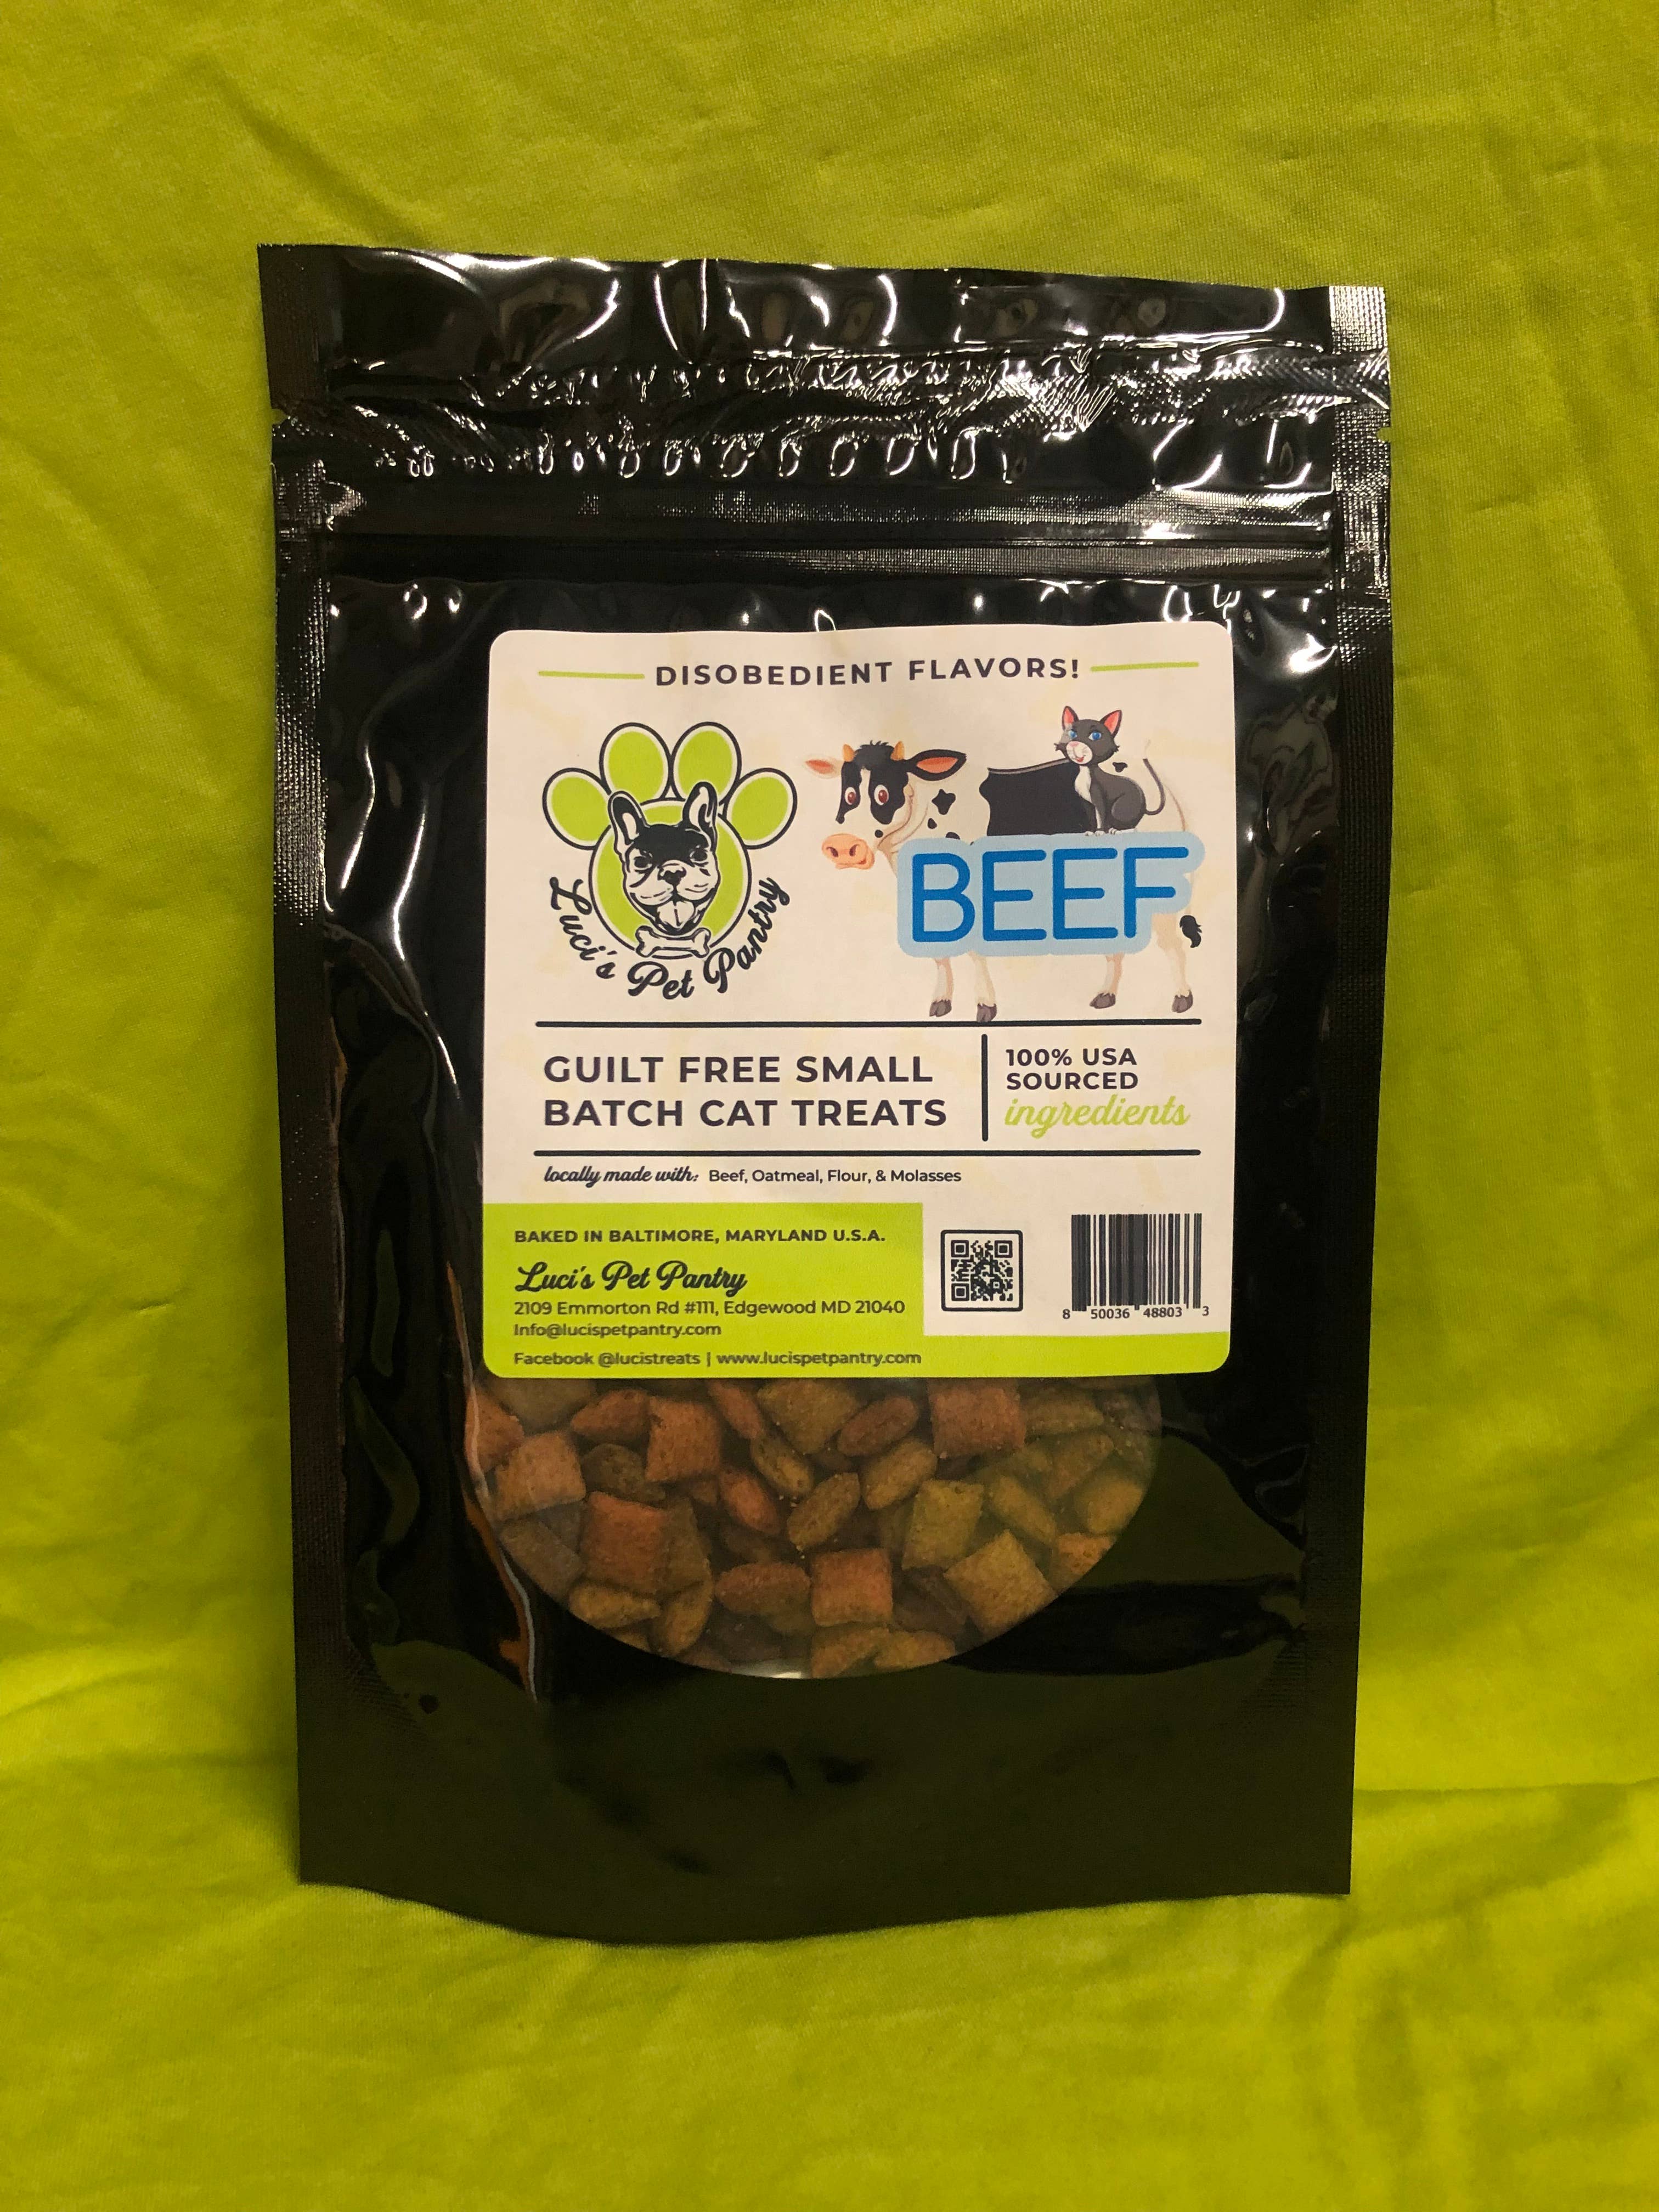 DISOBEDIENT FLAVORS!
Luci's Pet Pantry
BEEF
GUILT FREE SMALL
BATCH CAT TREATS
100% USA
SOURCED
ingredients
locally made with: Beef, Oatmeal, Flour, & Molasses
BAKED IN BALTIMORE, MARYLAND U.S.A.
Luci's Pet Pantry
2109 Emmorton Rd #111, Edgewood MD 21040
Info@lucispetpantry.com
Facebook @lucistreats | www.lucispetpantry.com
8 50036 48803 3